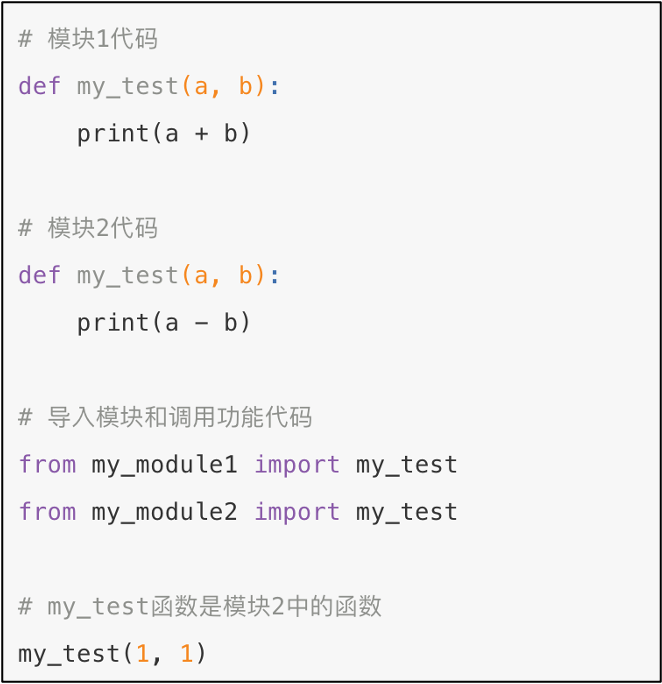 # 模块1代码
def my_test(a, b):
    print(a + b)
# 模块2代码
def my_test(a, b):
    print(a - b)
# 导入模块和调用功能代码
from my_module1 import my_test
from my_module2 import my_test
# my_test函数是模块2中的函数
my_test(1, 1)